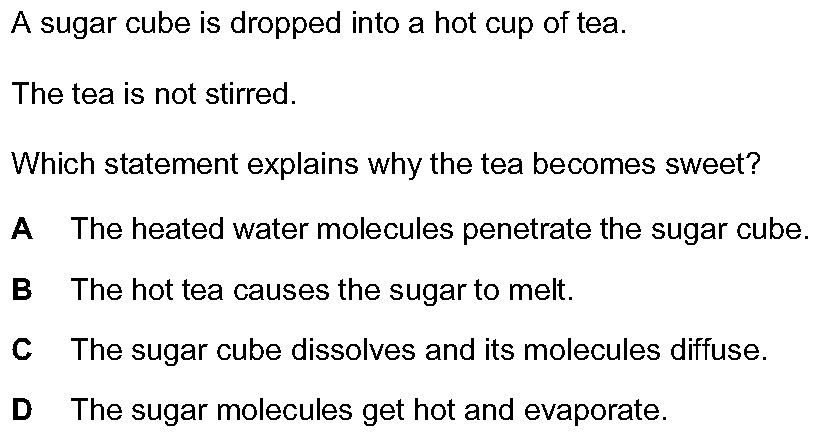 A sugar cube is dropped into a hot cup of tea.
The tea is not stirred.
Which statement explains why the tea becomes sweet?
A The heated water molecules penetrate the sugar cube.
B The hot tea causes the sugar to melt.
C The sugar cube dissolves and its molecules diffuse.
D The sugar molecules get hot and evaporate.